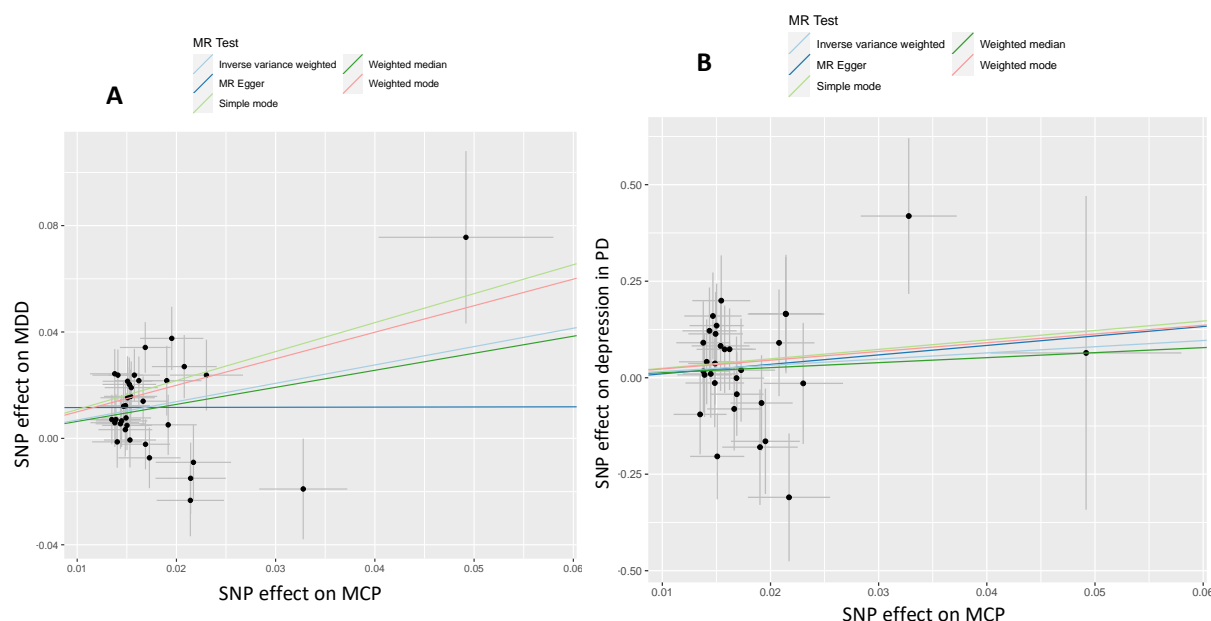 MR Test
Inverse variance weighted
Weighted median
MR Egger
Weighted mode
Simple mode
A
0.08
0.04
0.00
-0.04
SNP effect on MDD
0.01
0.02
0.03
0.04
0.05
0.06
SNP effect on MCP
MR Test
Inverse variance weighted
Weighted median
MR Egger
Weighted mode
Simple mode
B
0.50
0.25
0.00
-0.25
-0.50
SNP effect on depression in PD
0.01
0.02
0.03
0.04
0.05
0.06
SNP effect on MCP